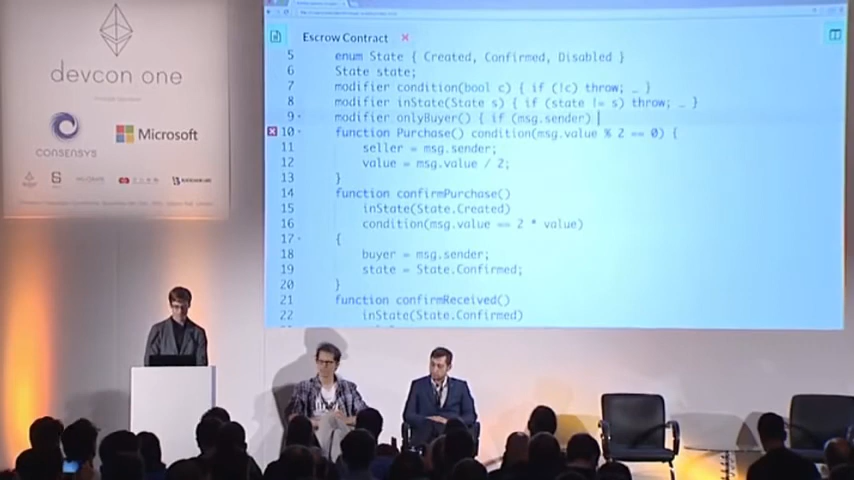 devcon one
CONSENSYS
Microsoft
Escrow Contract
5 enum State { Created, Confirmed, Disabled }
6 State state;
7 modifier condition(bool c) { if (!c) throw; _ }
8 modifier inState(State s) { if (state != s) throw; _ }
9 modifier onlyBuyer() { if (msg.sender)
10 function Purchase() condition(msg.value % 2 == 0) {
11 seller = msg.sender;
12 value = msg.value / 2;
13 }
14 function confirmPurchase()
15 inState(State.Created)
16 condition(msg.value == 2 * value)
17 {
18 buyer = msg.sender;
19 state = State.Confirmed;
20 }
21 function confirmReceived()
22 inState(State.Confirmed)